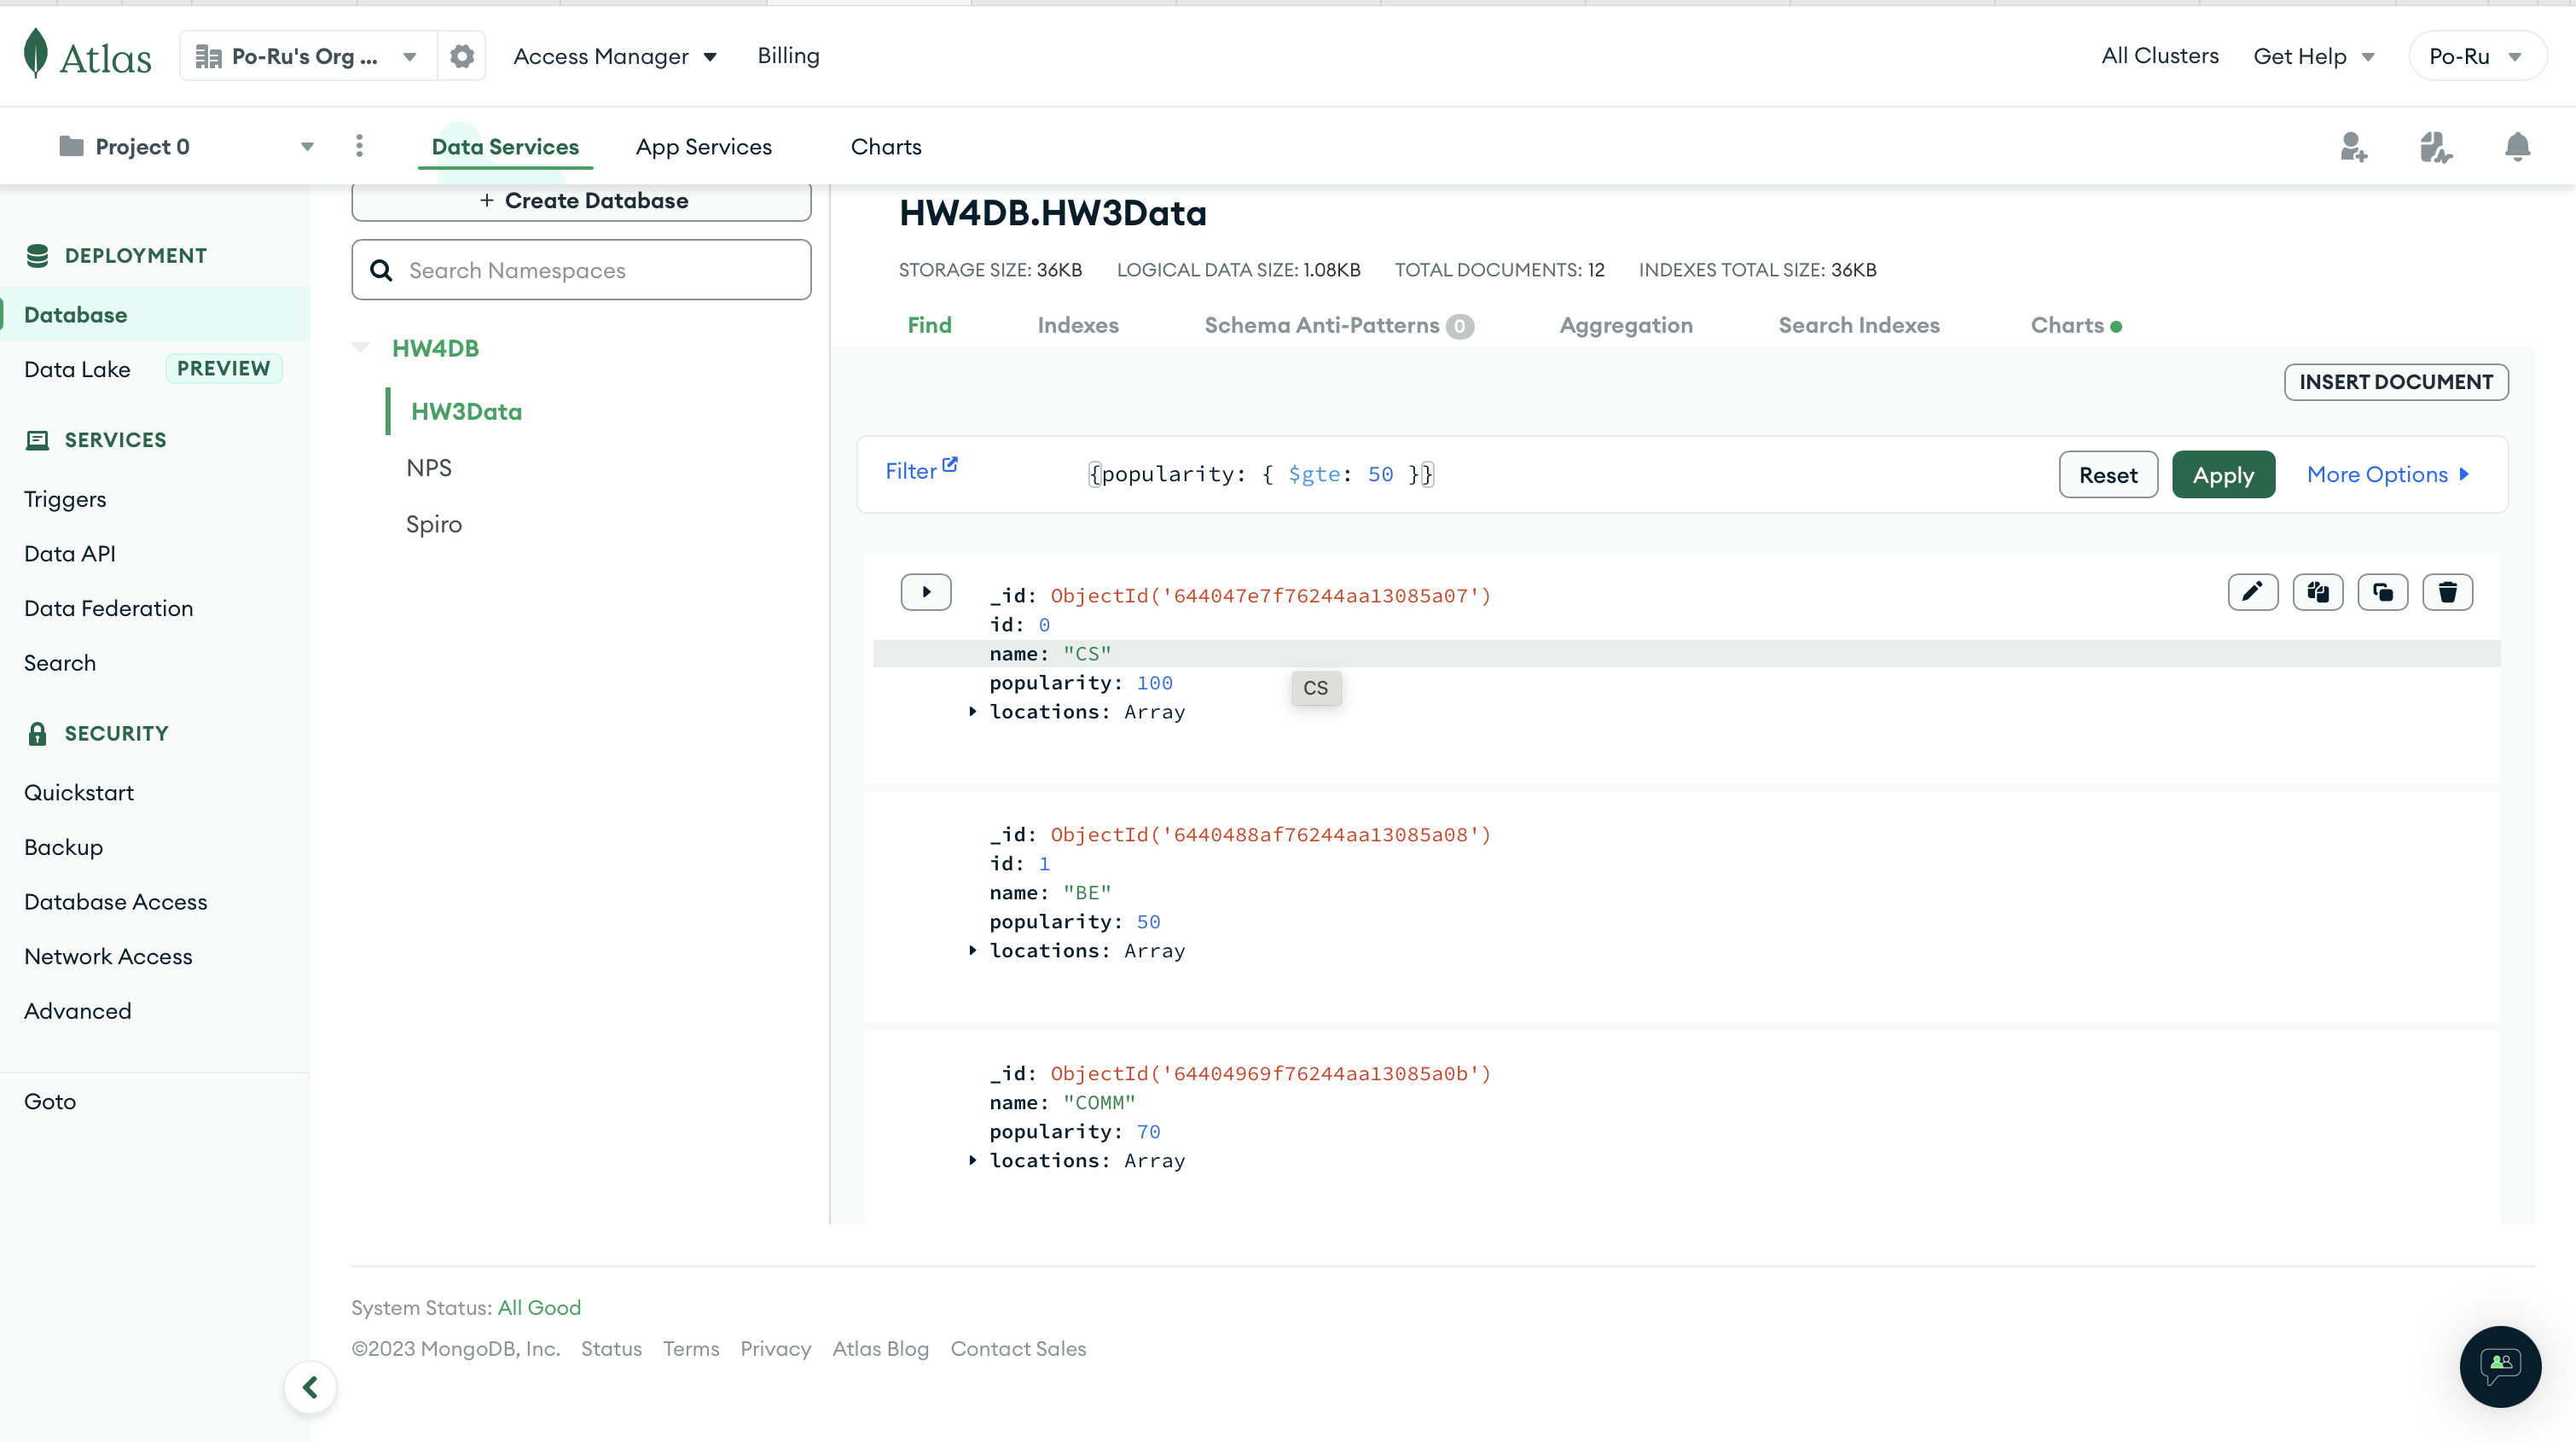 Atlas
Po-Ru's Org ...
Access Manager
Billing
All Clusters
Get Help
Po-Ru
Project 0
Data Services
App Services
Charts
DEPLOYMENT
Database
Data Lake PREVIEW
SERVICES
Triggers
Data API
Data Federation
Search
SECURITY
Quickstart
Backup
Database Access
Network Access
Advanced
Goto
+ Create Database
Search Namespaces
HW4DB
HW3Data
NPS
Spiro
HW4DB.HW3Data
STORAGE SIZE: 36KB LOGICAL DATA SIZE: 1.08KB TOTAL DOCUMENTS: 12 INDEXES TOTAL SIZE: 36KB
Find Indexes Schema Anti-Patterns 0 Aggregation Search Indexes Charts
INSERT DOCUMENT
Filter {popularity: { $gte: 50 }} Reset Apply More Options
_id: ObjectId('644047e7f76244aa13085a07')
id: 0
name: "CS"
popularity: 100
CS
locations: Array
_id: ObjectId('6440488af76244aa13085a08')
id: 1
name: "BE"
popularity: 50
locations: Array
_id: ObjectId('64404969f76244aa13085a0b')
name: "COMM"
popularity: 70
locations: Array
System Status: All Good
©2023 MongoDB, Inc. Status Terms Privacy Atlas Blog Contact Sales